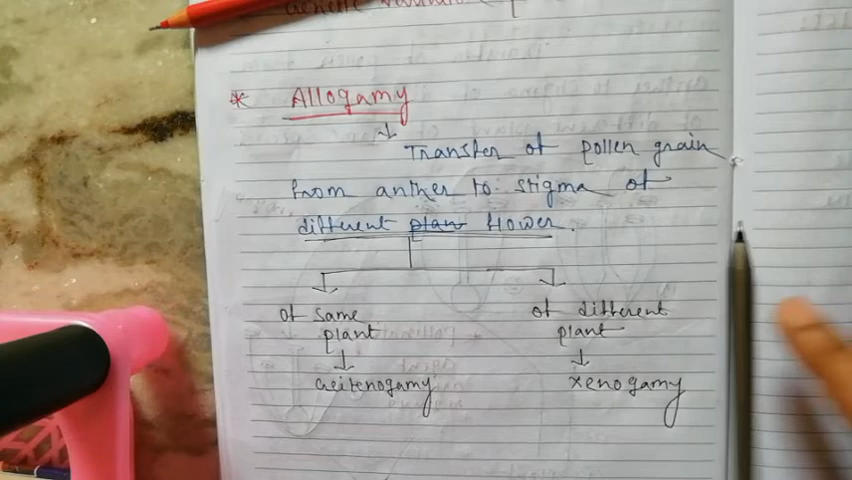 * Allogamy
Transfer of pollen grain
from anther to stigma of
different plan flower.
of same
plant
of different
plant
Geitenogamy
xenogamy